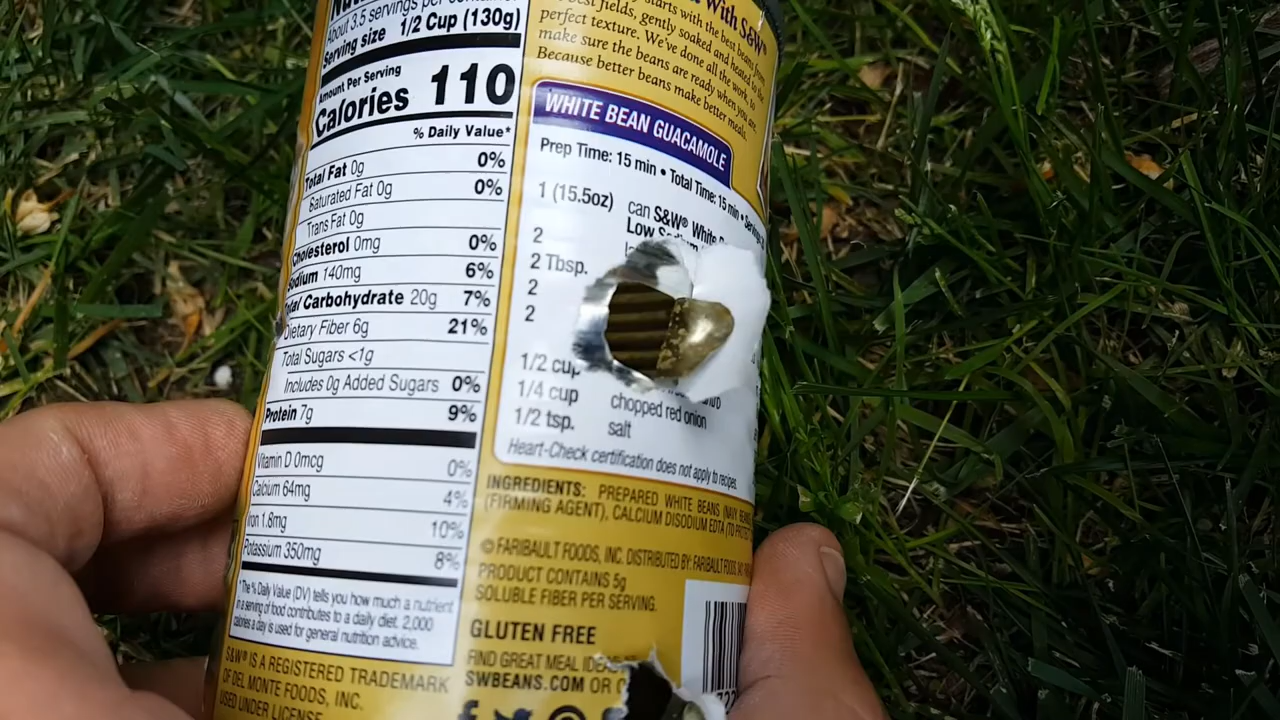 About 3.5 servings per container
Serving size 1/2 Cup (130g)
Amount Per Serving
Calories 110
% Daily Value*
Total Fat 0g 0%
Saturated Fat 0g 0%
Trans Fat 0g
Cholesterol 0mg 0%
Sodium 140mg 6%
Total Carbohydrate 20g 7%
Dietary Fiber 6g 21%
Total Sugars <1g
Includes 0g Added Sugars 0%
Protein 7g 9%
Vitamin D 0mcg 0%
Calcium 64mg 4%
Iron 1.8mg 10%
Potassium 350mg 8%
*The % Daily Value (DV) tells you how much a nutrient
in a serving of food contributes to a daily diet. 2,000
calories a day is used for general nutrition advice.
S&W® IS A REGISTERED TRADEMARK
OF DEL MONTE FOODS, INC.
USED UNDER LICENSE
With S&W®
starts with the best beans from
best fields, gently soaked and heated to the
perfect texture. We've done all the work, to
make sure the beans are ready when you are.
Because better beans make better meals.
WHITE BEAN GUACAMOLE
Prep Time: 15 min • Total Time: 15 min •
1 (15.5oz) can S&W® White
Low Sodium
2
2 Tbsp.
2
2
1/2 cup
1/4 cup chopped red onion
1/2 tsp. salt
Heart-Check certification does not apply to recipes.
INGREDIENTS: PREPARED WHITE BEANS (NAVY
(FIRMING AGENT), CALCIUM DISODIUM EDTA (TO
© FARIBAULT FOODS, INC. DISTRIBUTED BY: FARIBAULT FOODS,
PRODUCT CONTAINS 5g
SOLUBLE FIBER PER SERVING.
GLUTEN FREE
FIND GREAT MEAL
SWBEANS.COM OR